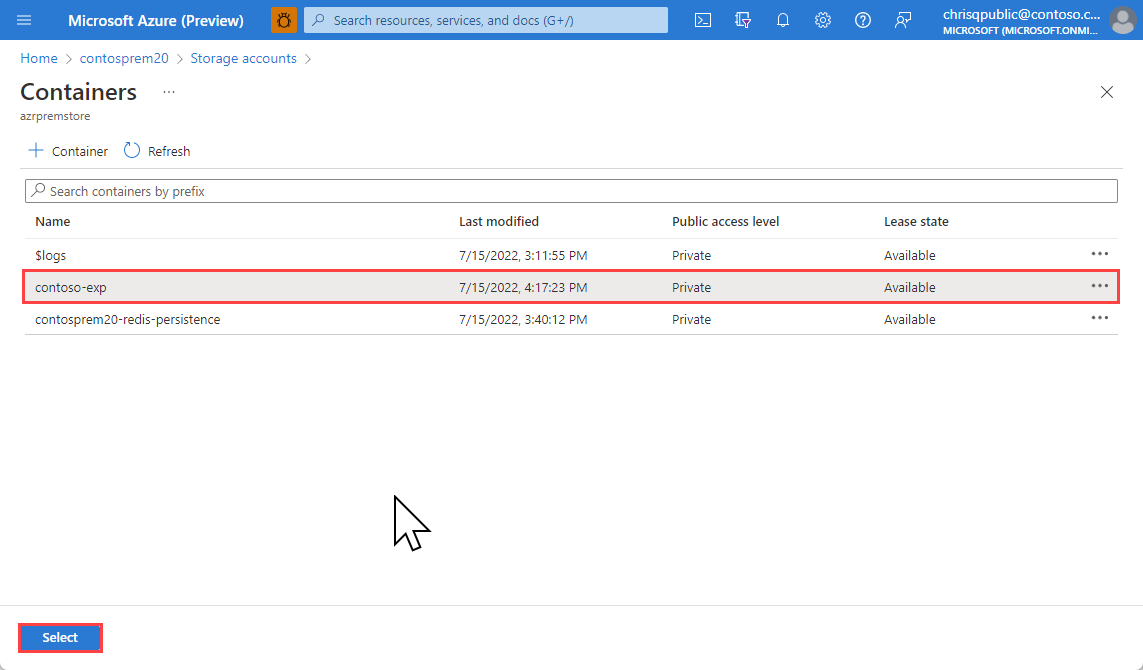 Microsoft Azure (Preview)
Search resources, services, and docs (G+/)
chrisqpublic@contoso.c...
MICROSOFT (MICROSOFT.ONMI...
Home > contosprem20 > Storage accounts >
Containers ...
azrpremstore
+ Container Refresh
Search containers by prefix
Name Last modified Public access level Lease state
$logs 7/15/2022, 3:11:55 PM Private Available ...
contoso-exp 7/15/2022, 4:17:23 PM Private Available ...
contosprem20-redis-persistence 7/15/2022, 3:40:12 PM Private Available ...
Select